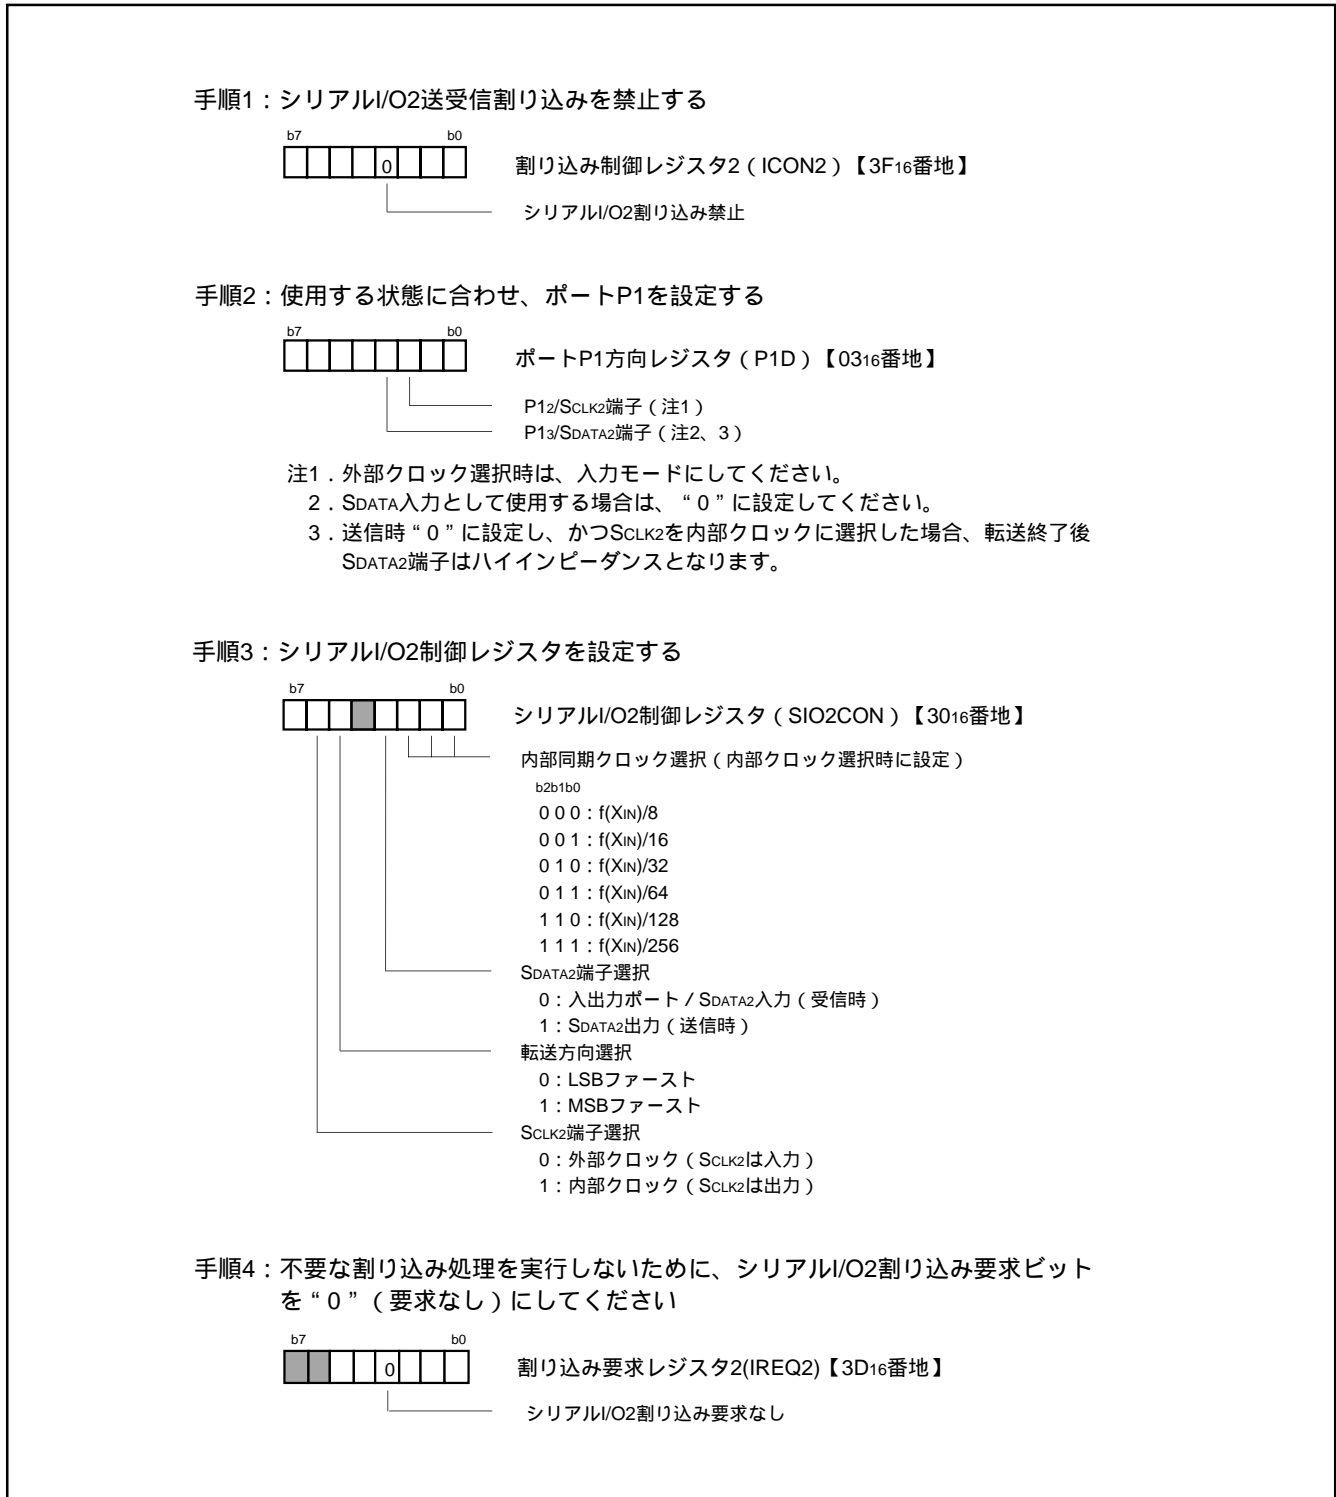 手順1：シリアルI/O2送受信割り込みを禁止する
b7 b0
0 割り込み制御レジスタ2（ICON2）【3F16番地】
シリアルI/O2割り込み禁止
手順2：使用する状態に合わせ、ポートP1を設定する
b7 b0
ポートP1方向レジスタ（P1D）【0316番地】
P12/SCLK2端子（注1）
P13/SDATA2端子（注2、3）
注1．外部クロック選択時は、入力モードにしてください。
2．SDATA入力として使用する場合は、“0”に設定してください。
3．送信時“0”に設定し、かつSCLK2を内部クロックに選択した場合、転送終了後
SDATA2端子はハイインピーダンスとなります。
手順3：シリアルI/O2制御レジスタを設定する
b7 b0
シリアルI/O2制御レジスタ（SIO2CON）【3016番地】
内部同期クロック選択（内部クロック選択時に設定）
b2b1b0
0 0 0：f(XIN)/8
0 0 1：f(XIN)/16
0 1 0：f(XIN)/32
0 1 1：f(XIN)/64
1 1 0：f(XIN)/128
1 1 1：f(XIN)/256
SDATA2端子選択
0：入出力ポート／SDATA2入力（受信時）
1：SDATA2出力（送信時）
転送方向選択
0：LSBファースト
1：MSBファースト
SCLK2端子選択
0：外部クロック（SCLK2は入力）
1：内部クロック（SCLK2は出力）
手順4：不要な割り込み処理を実行しないために、シリアルI/O2割り込み要求ビット
を“0”（要求なし）にしてください
b7 b0
0 割り込み要求レジスタ2(IREQ2)【3D16番地】
シリアルI/O2割り込み要求なし